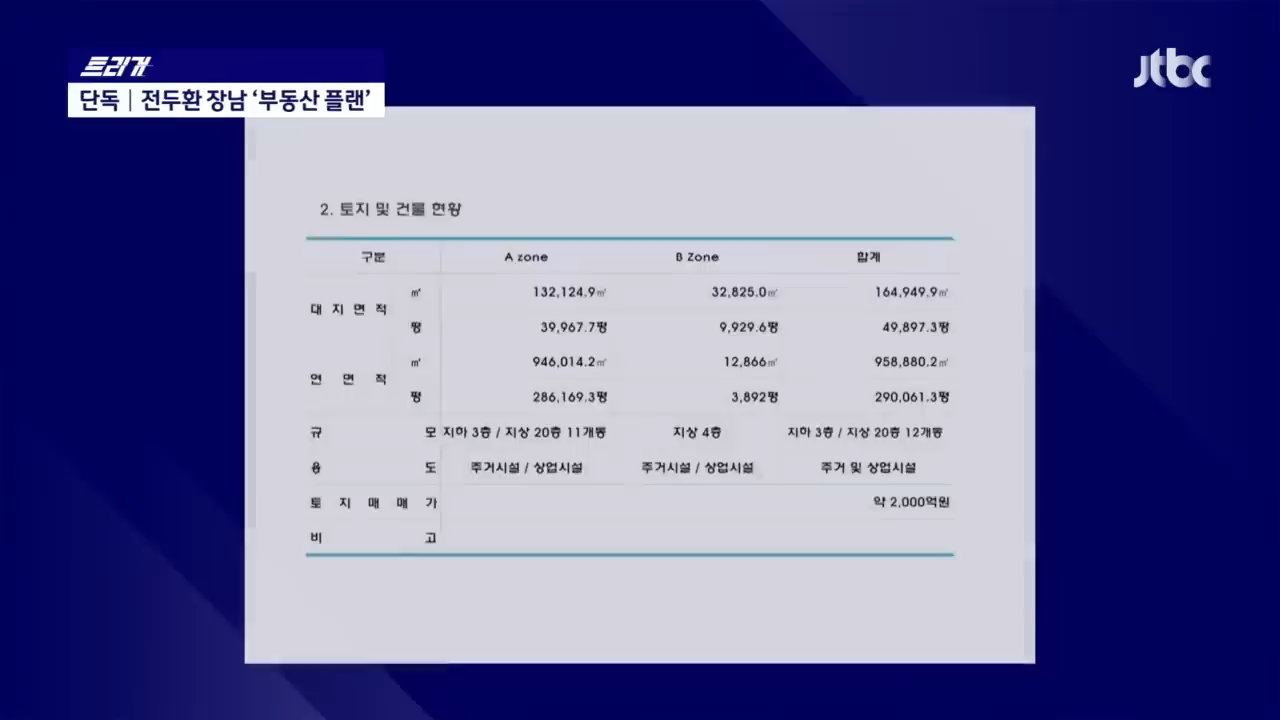 트리거
jtbc
단독 | 전두환 장남 '부동산 플랜'
2. 토지 및 건물 현황
구분 A zone B Zone 합계
대지면적 ㎡ 132,124.9㎡ 32,825.0㎡ 164,949.9㎡
평 39,967.7평 9,929.6평 49,897.3평
연면적 ㎡ 946,014.2㎡ 12,866㎡ 958,880.2㎡
평 286,169.3평 3,892평 290,061.3평
규모 지하 3층 / 지상 20층 11개동 지상 4층 지하 3층 / 지상 20층 12개동
용도 주거시설 / 상업시설 주거시설 / 상업시설 주거 및 상업시설
토지매매가 약 2,000억원
비고